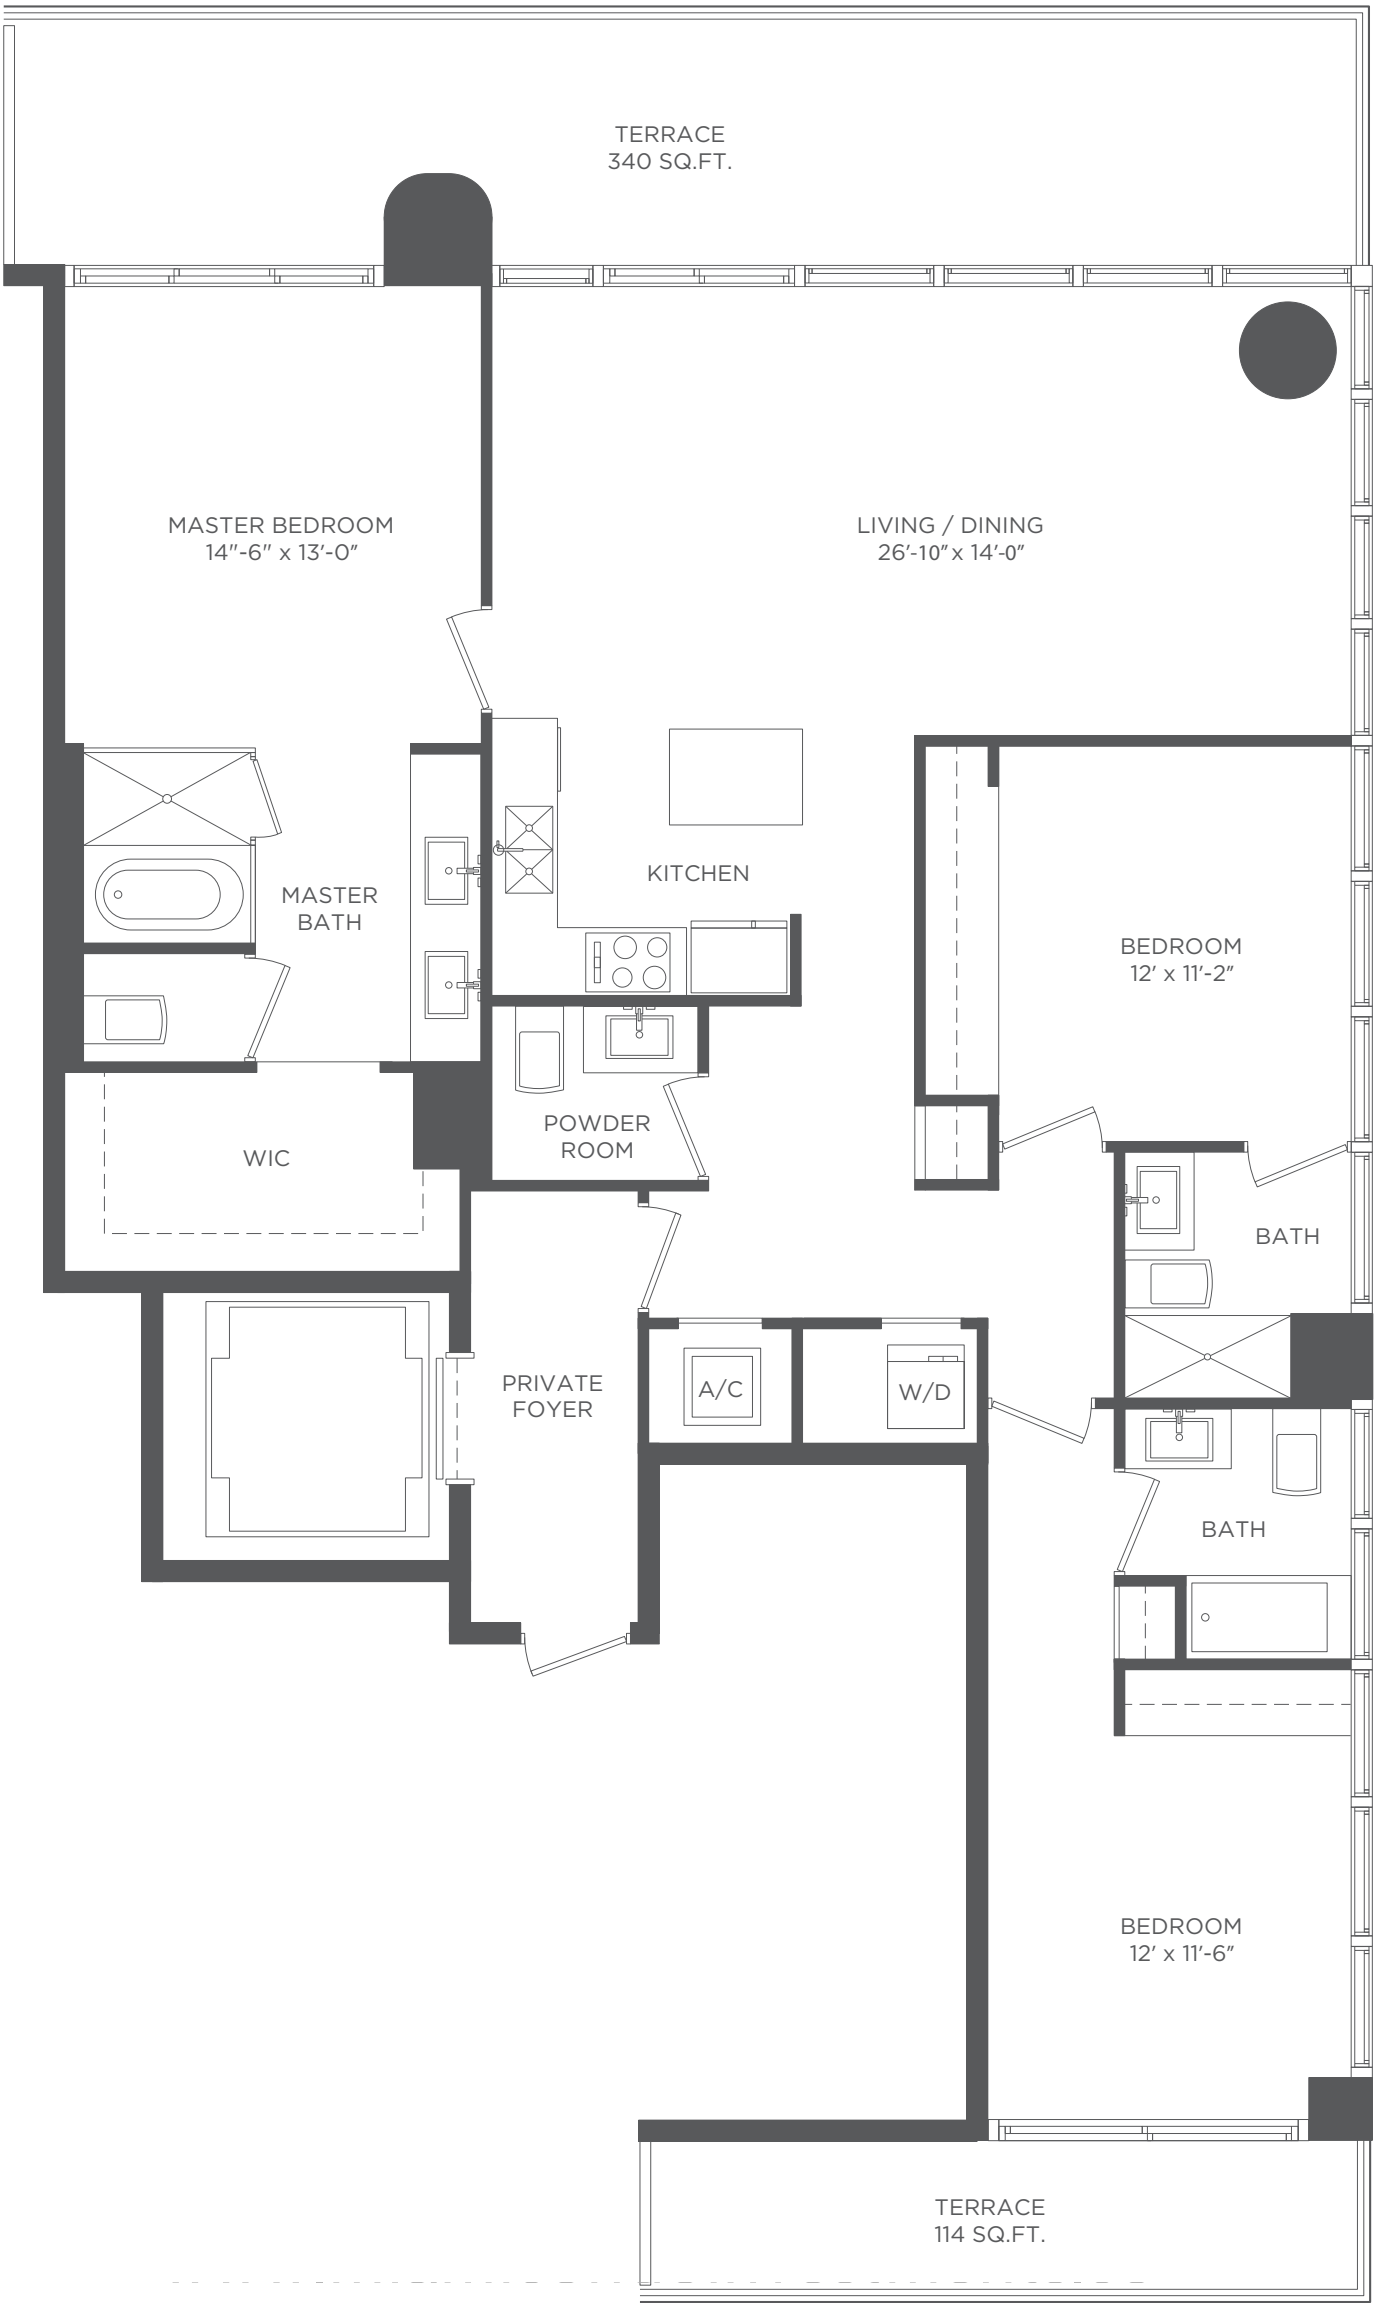 TERRACE
340 SQ.FT.
MASTER BEDROOM
14"-6" x 13'-0"
LIVING / DINING
26'-10" x 14'-0"
KITCHEN
MASTER
BATH
BEDROOM
12' x 11'-2"
POWDER
ROOM
WIC
BATH
PRIVATE
FOYER
A/C
W/D
BATH
BEDROOM
12' x 11'-6"
TERRACE
114 SQ.FT.